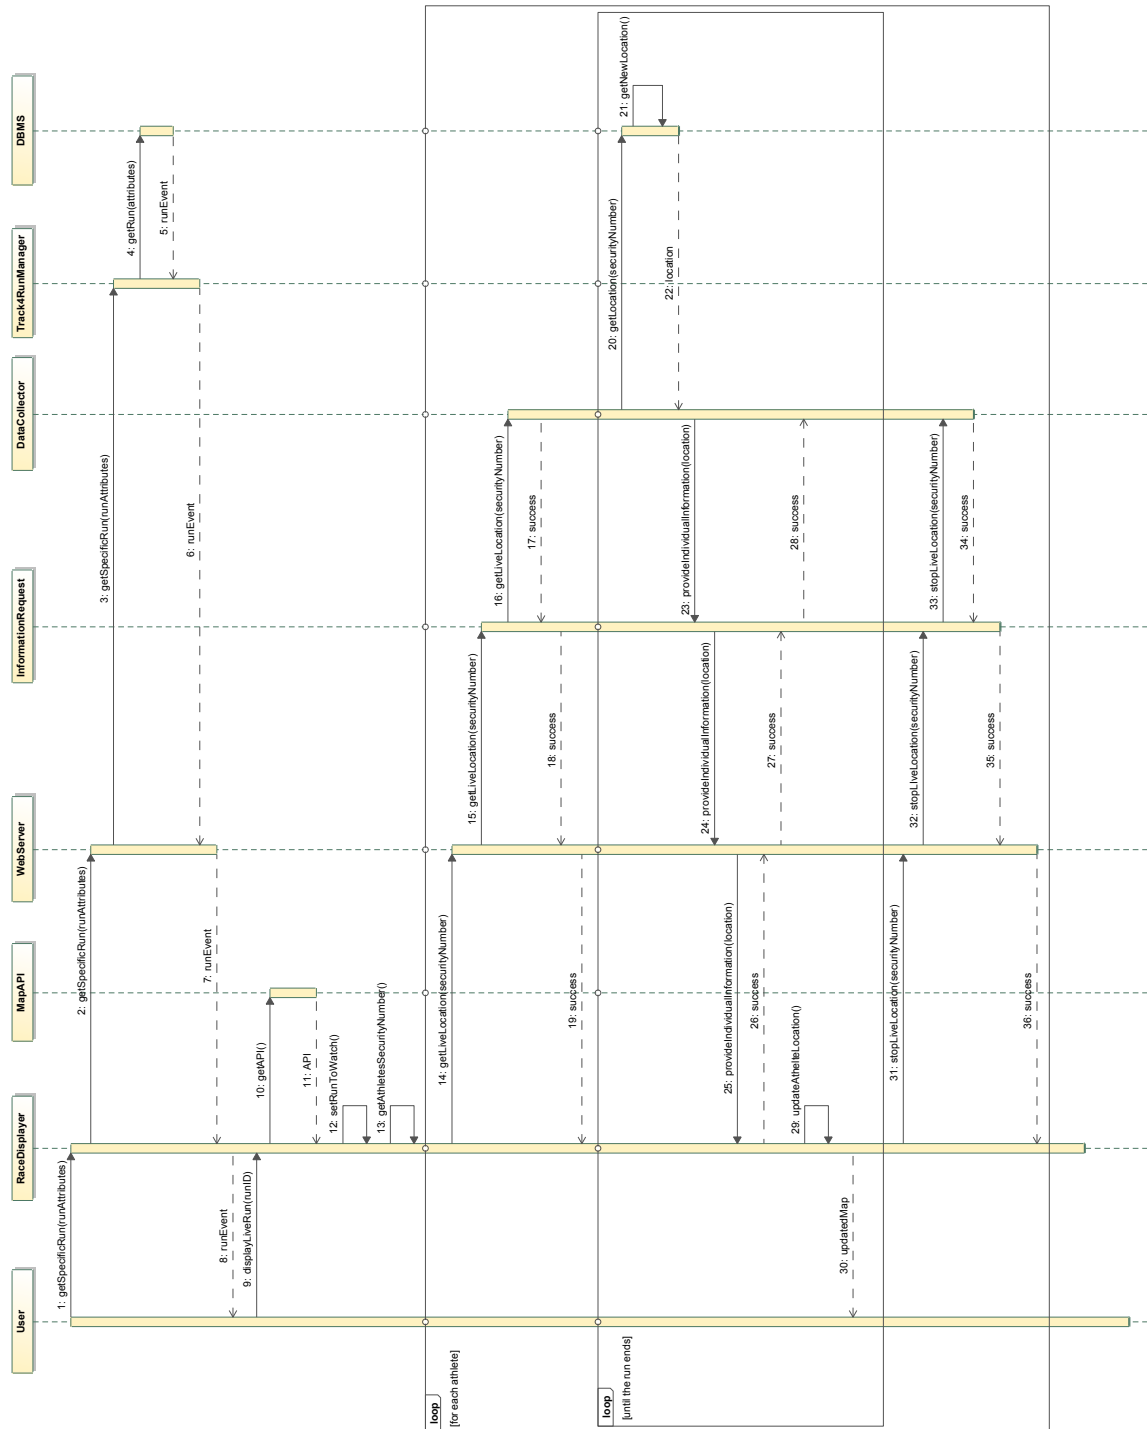 User
RaceDisplayer
MapAPI
WebServer
InformationRequest
DataCollector
Track4RunManager
DBMS
1: getSpecificRun(runAttributes)
2: getSpecificRun(runAttributes)
3: getSpecificRun(runAttributes)
4: getRun(attributes)
5: runEvent
6: runEvent
7: runEvent
8: runEvent
9: displayLiveRun(runID)
10: getAPI()
11: API
12: setRunToWatch()
13: getAthletesSecurityNumber()
loop
[for each athlete]
14: getLiveLocation(securityNumber)
15: getLiveLocation(securityNumber)
16: getLiveLocation(securityNumber)
17: success
18: success
19: success
loop
[until the run ends]
20: getLocation(securityNumber)
21: getNewLocation()
22: location
23: provideIndividualInformation(location)
24: provideIndividualInformation(location)
25: provideIndividualInformation(location)
26: success
27: success
28: success
29: updateAthelteLocation()
30: updatedMap
31: stopLiveLocation(securityNumber)
32: stopLIveLocation(securityNumber)
33: stopLiveLocation(securityNumber)
34: success
35: success
36: success